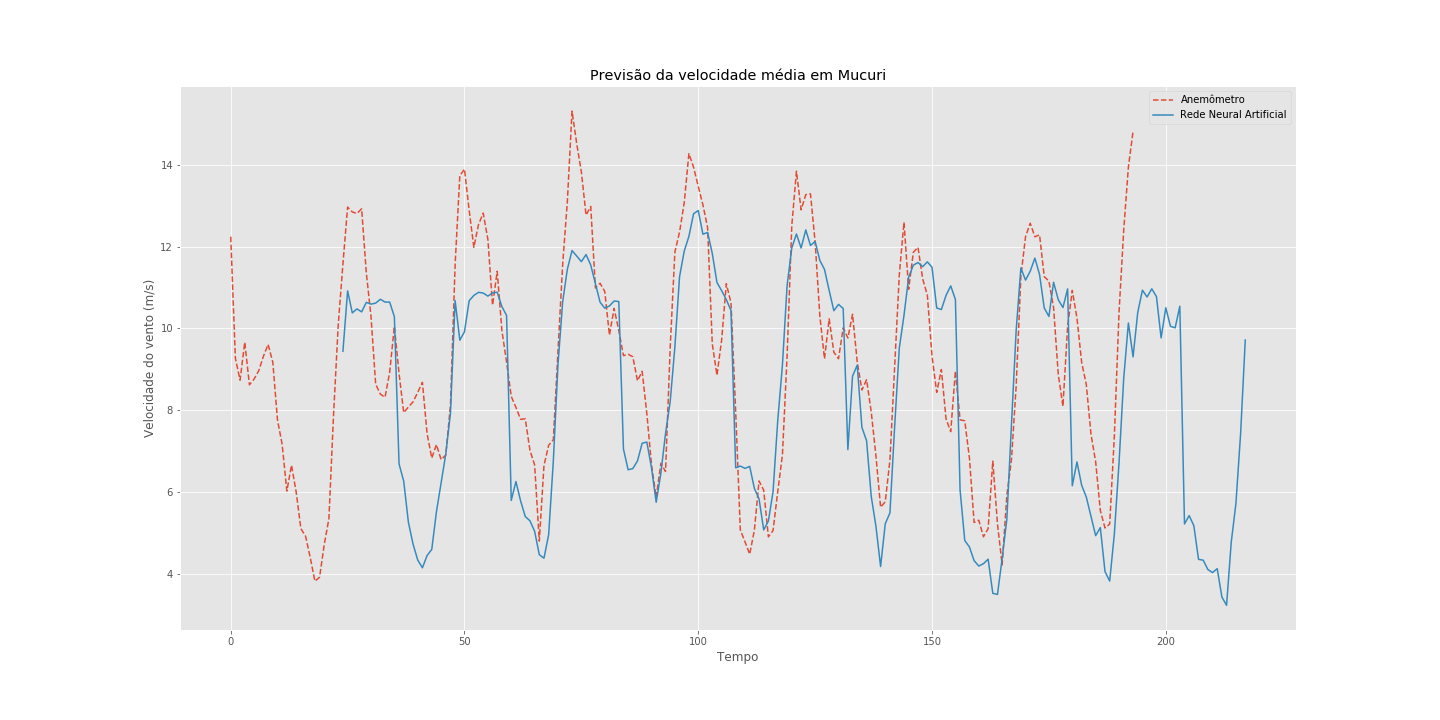 Previsão da velocidade média em Mucuri
Anemômetro
Rede Neural Artificial
Velocidade do vento (m/s)
14
12
10
8
6
4
0
50
100
150
200
Tempo